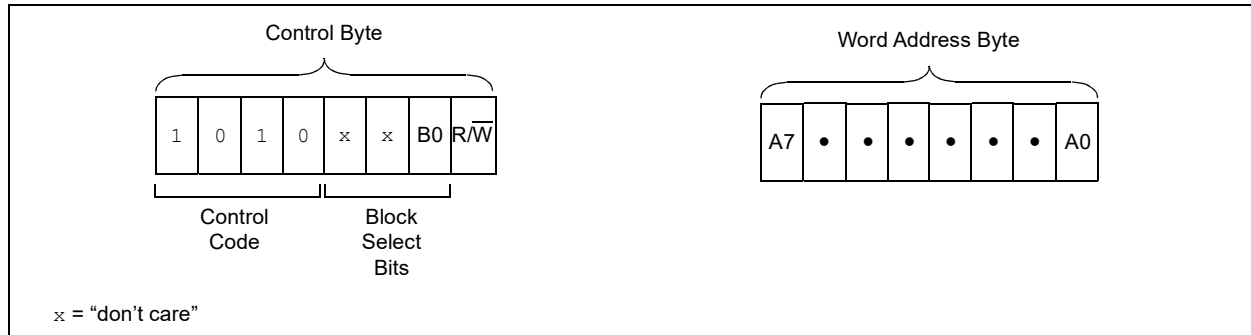 Control Byte
1 0 1 0 x x B0 R/W̅
Control
Code
Block
Select
Bits
Word Address Byte
A7 • • • • • • A0
x = “don’t care”